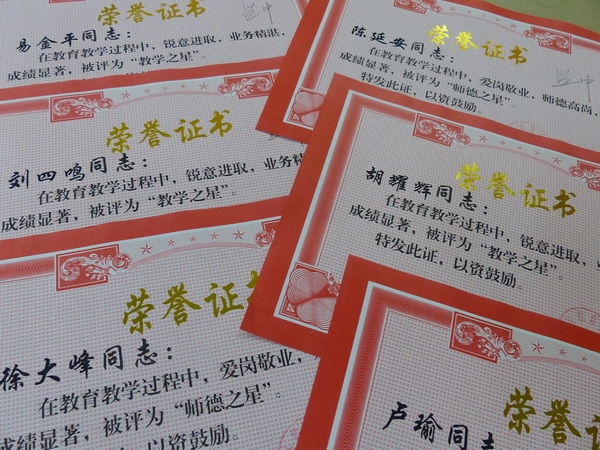 荣誉证书
易金平同志:
在教育教学过程中,锐意进取,业务精湛,
成绩显著,被评为“教学之星”。
荣誉证书
陈延安同志:
在教育教学过程中,爱岗敬业,师德高尚,
成绩显著,被评为“师德之星”。
特发此证,以资鼓励。
荣誉证书
刘四鸣同志:
在教育教学过程中,锐意进取,业务精
成绩显著,被评为“教学之星”。
荣誉证书
胡耀辉同志:
在教育教学过程中,锐意进取,
成绩显著,被评为“教学之星”。
特发此证,以资鼓励。
荣誉证书
徐大峰同志:
在教育教学过程中,爱岗敬业,
成绩显著,被评为“师德之星”。
,以资鼓励。
荣誉证
卢瑜同志